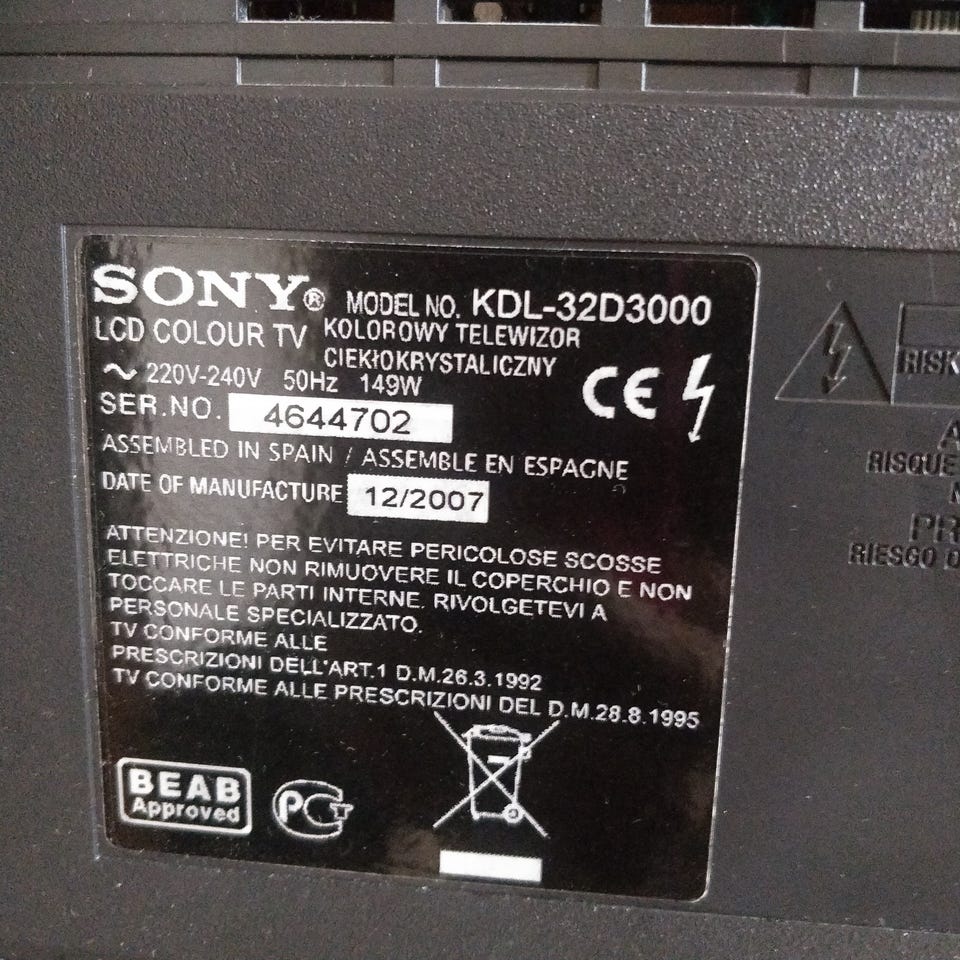 SONY® MODEL NO. KDL-32D3000
LCD COLOUR TV KOLOROWY TELEWIZOR
CIEKŁOKRYSTALICZNY
~ 220V-240V 50Hz 149W
CE
SER.NO. 4644702
ASSEMBLED IN SPAIN / ASSEMBLE EN ESPAGNE
DATE OF MANUFACTURE 12/2007
ATTENZIONE! PER EVITARE PERICOLOSE SCOSSE
ELETTRICHE NON RIMUOVERE IL COPERCHIO E NON
TOCCARE LE PARTI INTERNE. RIVOLGETEVI A
PERSONALE SPECIALIZZATO.
TV CONFORME ALLE
PRESCRIZIONI DELL'ART.1 D.M.26.3.1992
TV CONFORME ALLE PRESCRIZIONI DEL D.M.28.8.1995
BEAB
Approved
PCT
RISK
RISQUE
RIESGO